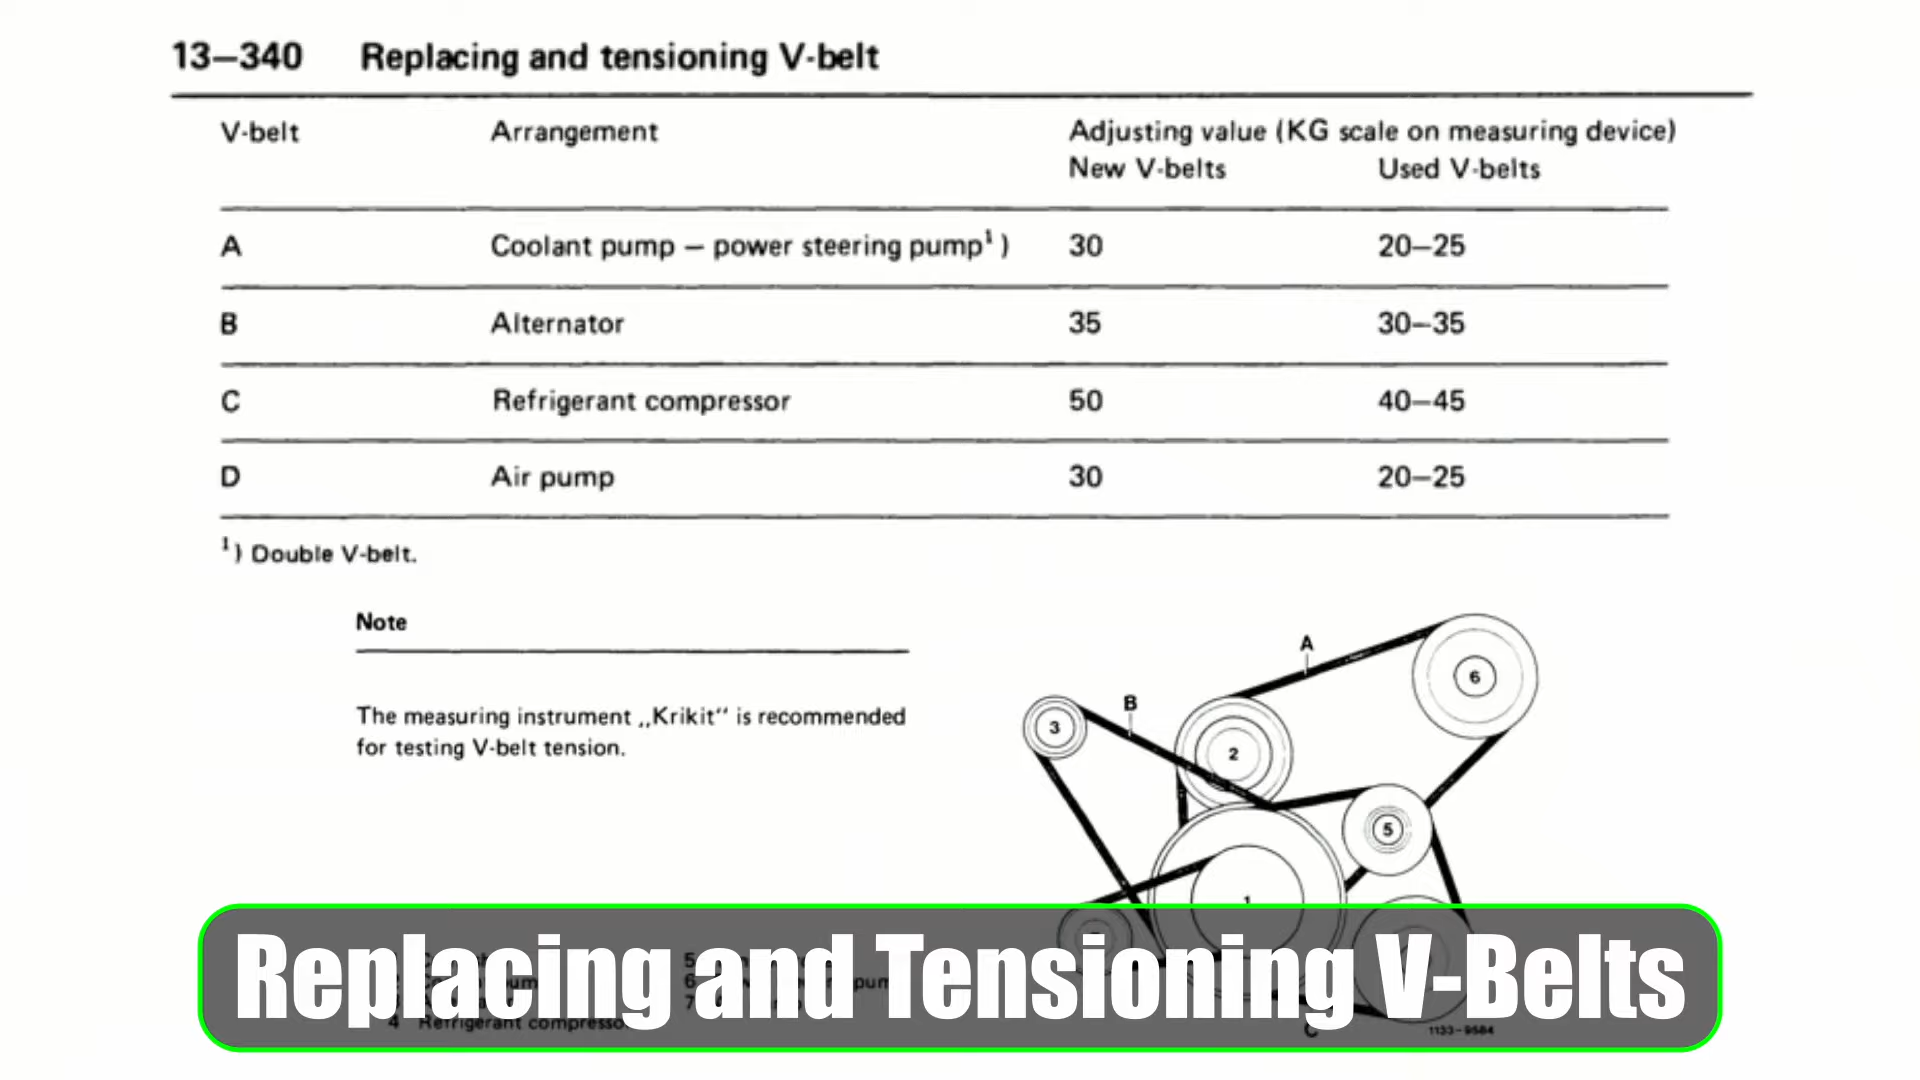 13–340 Replacing and tensioning V-belt
V-belt Arrangement Adjusting value (KG scale on measuring device)
New V-belts Used V-belts
A Coolant pump – power steering pump¹) 30 20–25
B Alternator 35 30–35
C Refrigerant compressor 50 40–45
D Air pump 30 20–25
¹) Double V-belt.
Note
The measuring instrument „Krikit“ is recommended
for testing V-belt tension.
A
6
B
3
2
5
1
Replacing and Tensioning V-Belts
4 Refrigerant compressor
C
1133-9584